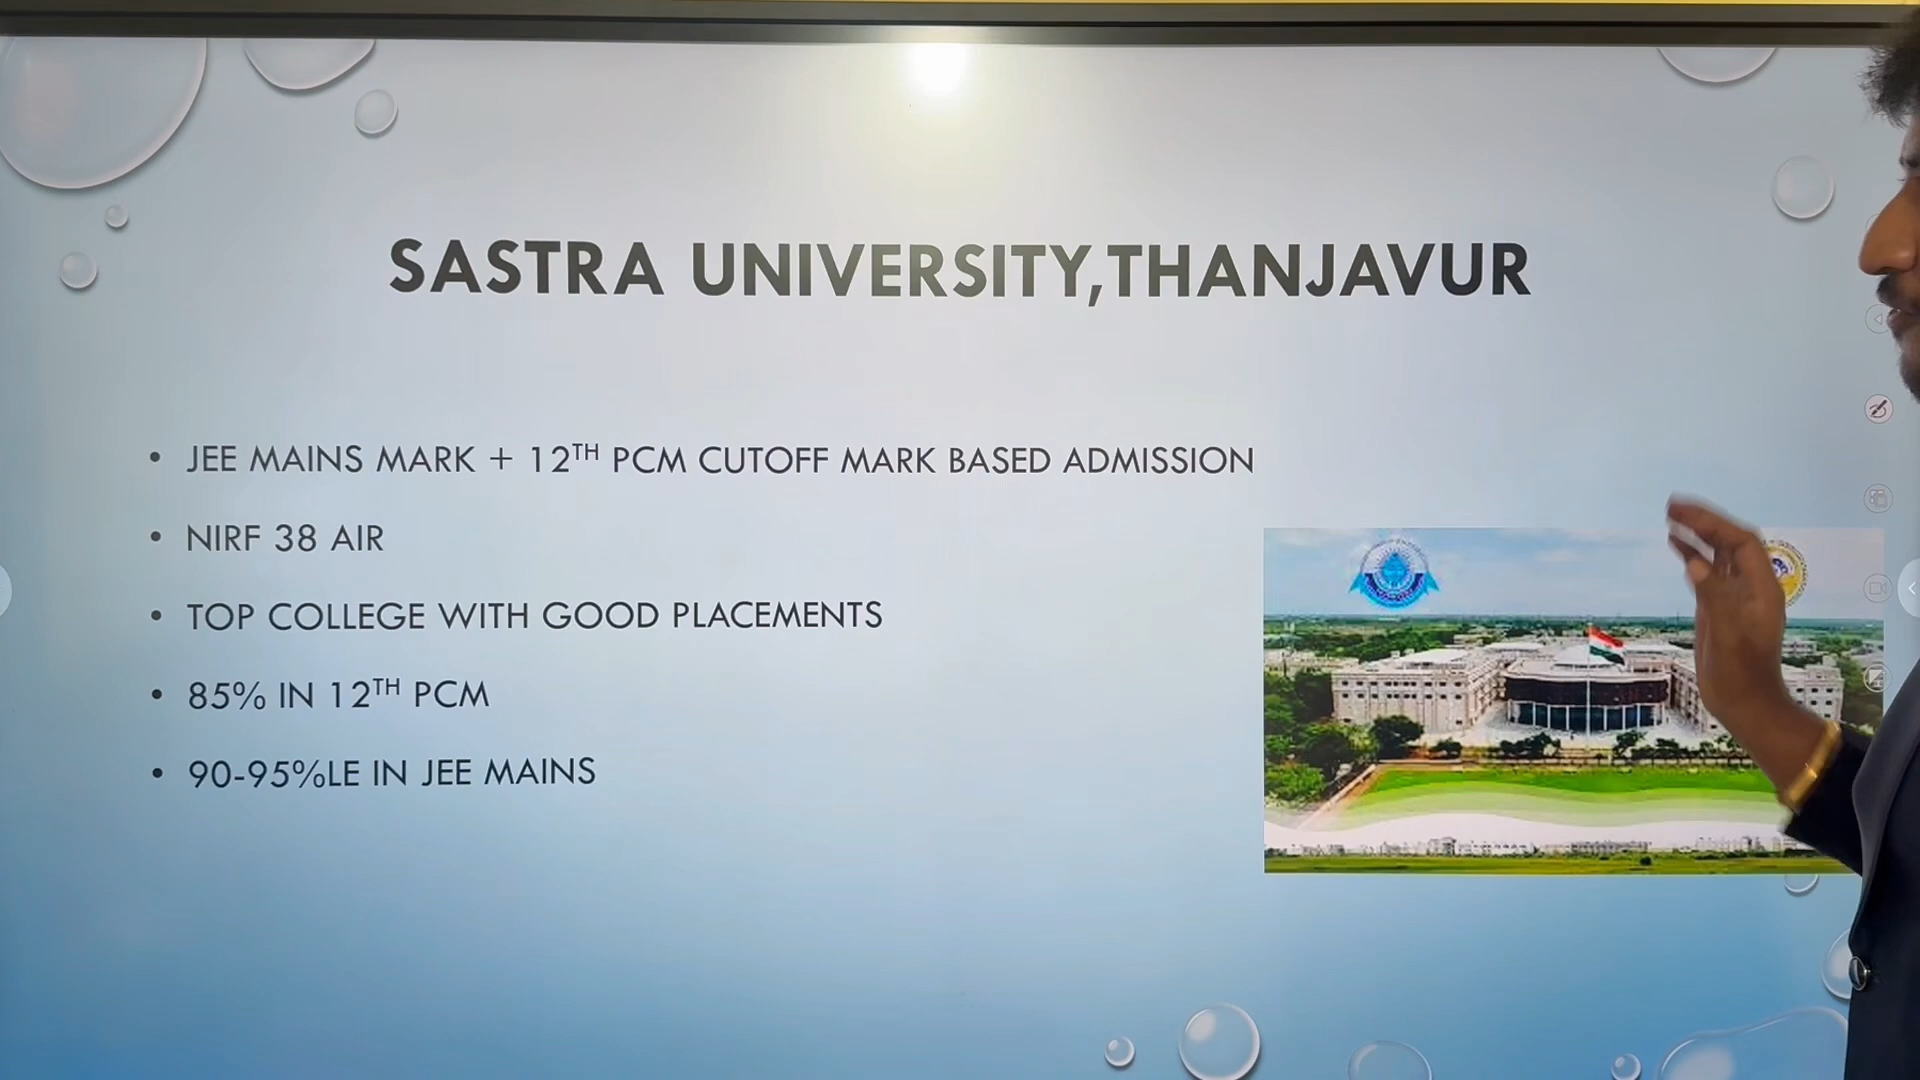 SASTRA UNIVERSITY,THANJAVUR
• JEE MAINS MARK + 12TH PCM CUTOFF MARK BASED ADMISSION
• NIRF 38 AIR
• TOP COLLEGE WITH GOOD PLACEMENTS
• 85% IN 12TH PCM
• 90-95%LE IN JEE MAINS